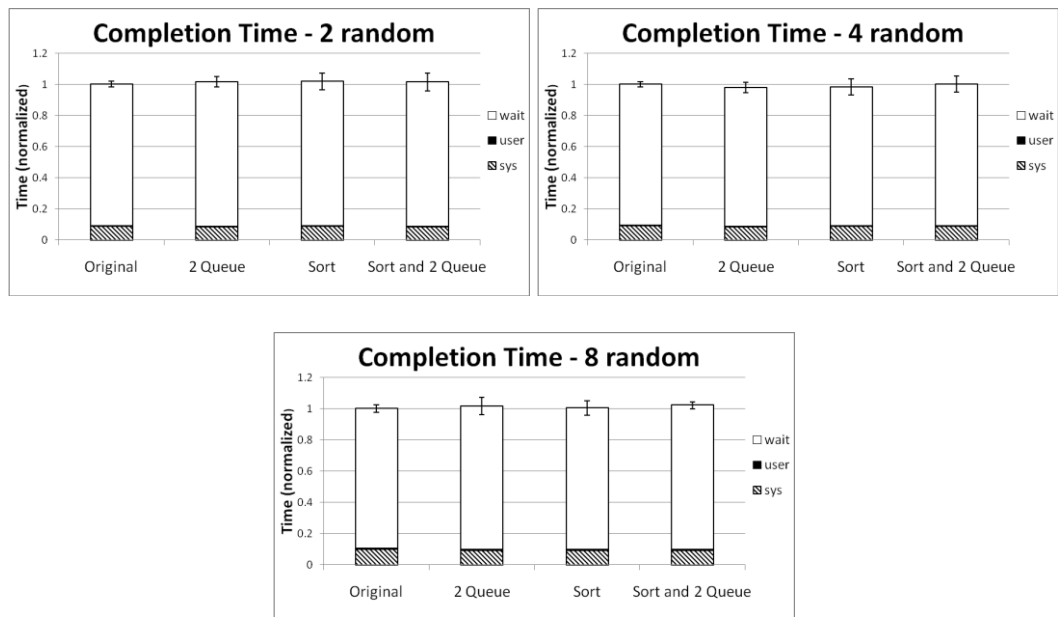 Completion Time - 2 random
Time (normalized)
1.2
1
0.8
0.6
0.4
0.2
0
Original
2 Queue
Sort
Sort and 2 Queue
wait
user
sys
Completion Time - 4 random
Time (normalized)
1.2
1
0.8
0.6
0.4
0.2
0
Original
2 Queue
Sort
Sort and 2 Queue
wait
user
sys
Completion Time - 8 random
Time (normalized)
1.2
1
0.8
0.6
0.4
0.2
0
Original
2 Queue
Sort
Sort and 2 Queue
wait
user
sys